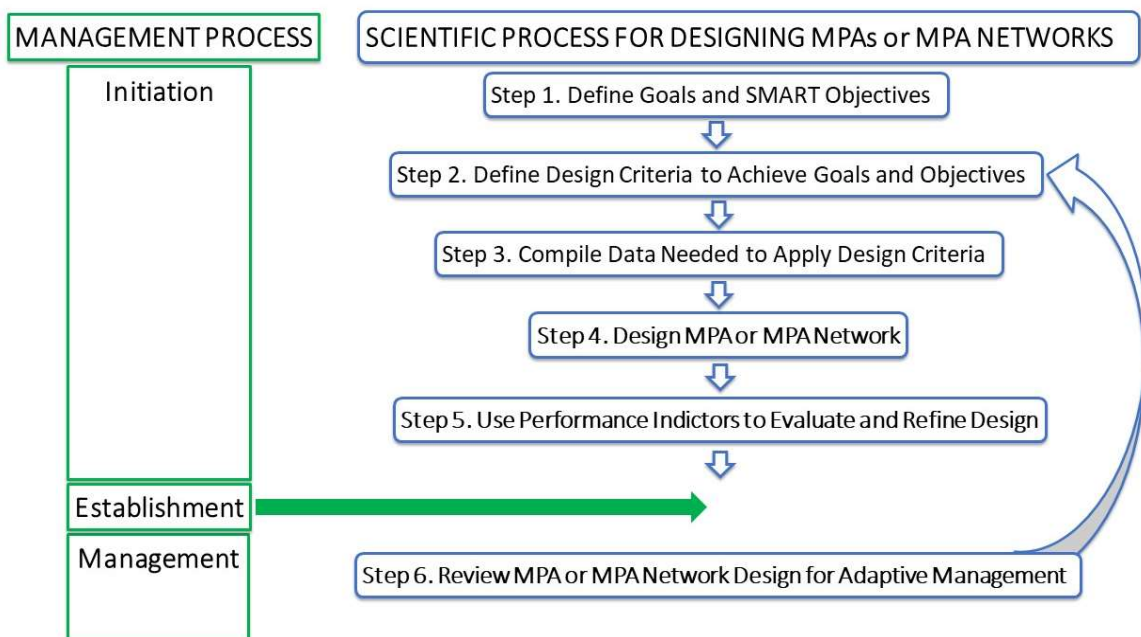 MANAGEMENT PROCESS
SCIENTIFIC PROCESS FOR DESIGNING MPAs or MPA NETWORKS
Initiation
Step 1. Define Goals and SMART Objectives
Step 2. Define Design Criteria to Achieve Goals and Objectives
Step 3. Compile Data Needed to Apply Design Criteria
Step 4. Design MPA or MPA Network
Step 5. Use Performance Indictors to Evaluate and Refine Design
Establishment
Management
Step 6. Review MPA or MPA Network Design for Adaptive Management